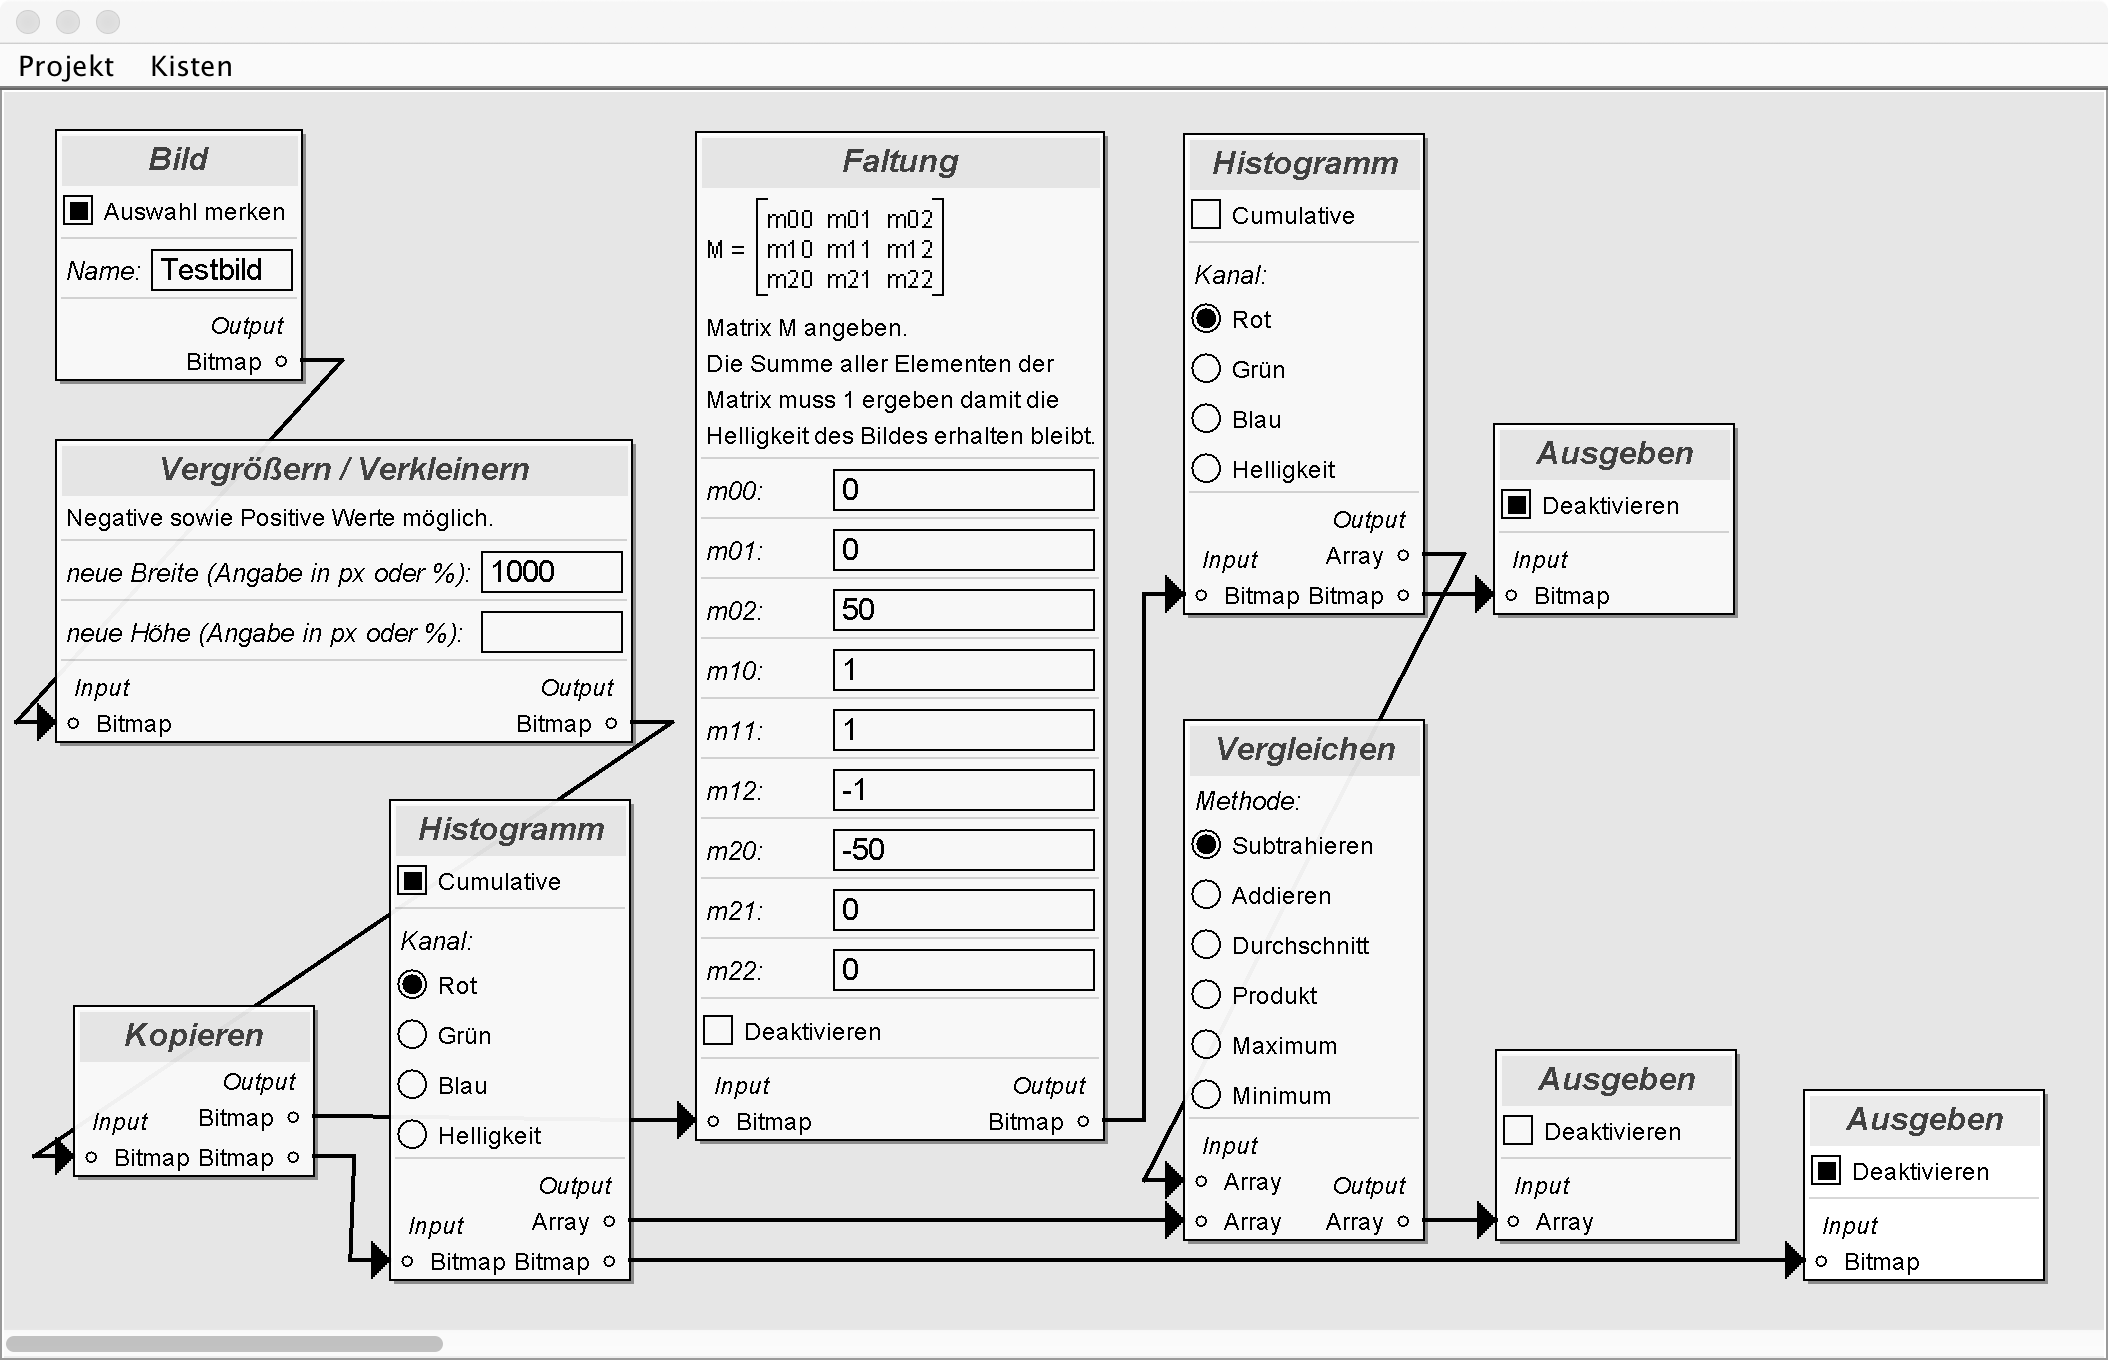 Projekt Kisten
Bild
Auswahl merken
Name: Testbild
Output
Bitmap
Vergrößern / Verkleinern
Negative sowie Positive Werte möglich.
neue Breite (Angabe in px oder %): 1000
neue Höhe (Angabe in px oder %):
Input Output
Bitmap Bitmap
Kopieren
Output
Input Bitmap
Bitmap Bitmap
Histogramm
Cumulative
Kanal:
Rot
Grün
Blau
Helligkeit
Output
Input Array
Bitmap Bitmap
Faltung
m00 m01 m02
M = m10 m11 m12
m20 m21 m22
Matrix M angeben.
Die Summe aller Elementen der
Matrix muss 1 ergeben damit die
Helligkeit des Bildes erhalten bleibt.
m00: 0
m01: 0
m02: 50
m10: 1
m11: 1
m12: -1
m20: -50
m21: 0
m22: 0
Deaktivieren
Input Output
Bitmap Bitmap
Histogramm
Cumulative
Kanal:
Rot
Grün
Blau
Helligkeit
Output
Input Array
Bitmap Bitmap
Ausgeben
Deaktivieren
Input
Bitmap
Vergleichen
Methode:
Subtrahieren
Addieren
Durchschnitt
Produkt
Maximum
Minimum
Input
Array Output
Array Array
Ausgeben
Deaktivieren
Input
Array
Ausgeben
Deaktivieren
Input
Bitmap